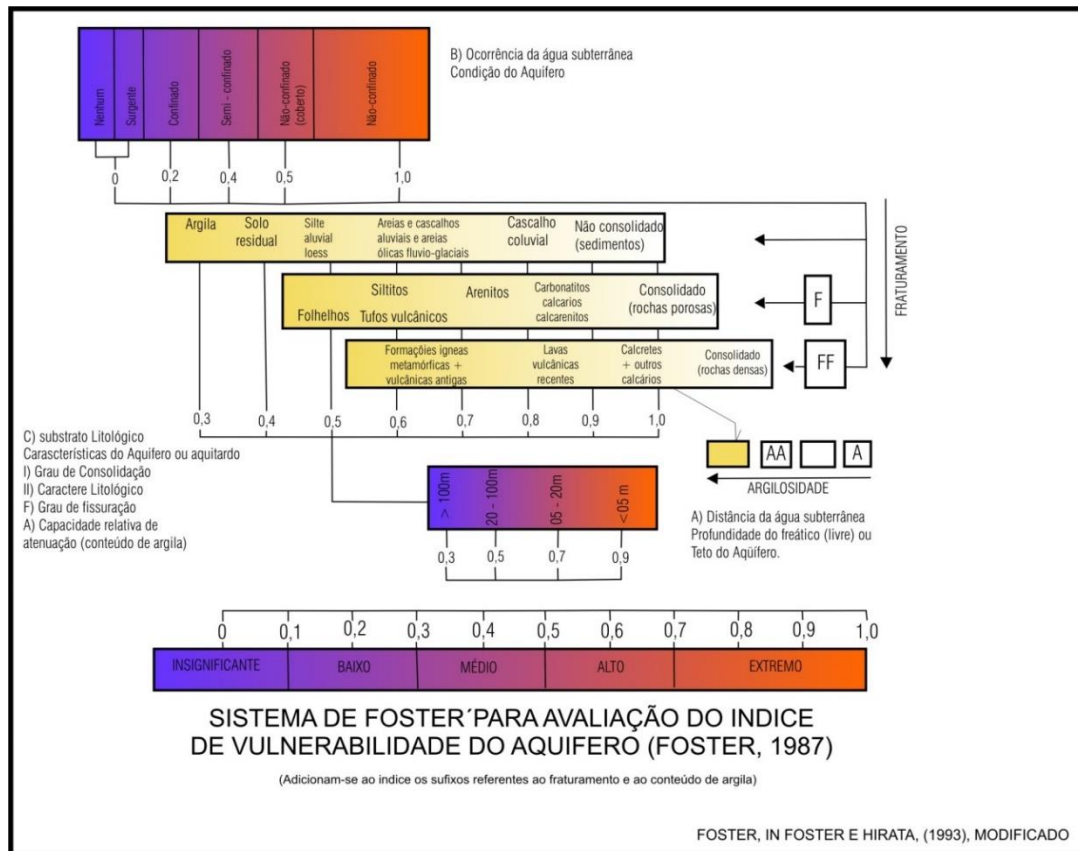 B) Ocorrência da água subterrânea
Condição do Aquifero
Nenhum
Surgente
Confinado
Semi - confinado
Não-confinado
(coberto)
Não-confinado
0
0,2
0,4
0,5
1,0
Argila
Solo
residual
Silte
aluvial
loess
Areias e cascalhos
aluviais e areias
ólicas fluvio-glaciais
Cascalho
coluvial
Não consolidado
(sedimentos)
Folhelhos
Siltitos
Tufos vulcânicos
Arenitos
Carbonatitos
calcarios
calcarenitos
Consolidado
(rochas porosas)
F
FRATURAMENTO
Formações igneas
metamórficas +
vulcânicas antigas
Lavas
vulcânicas
recentes
Calcretes
+ outros
calcários
Consolidado
(rochas densas)
FF
0,3
0,4
0,5
0,6
0,7
0,8
0,9
1,0
C) substrato Litológico
Características do Aquifero ou aquitardo
I) Grau de Consolidação
II) Caractere Litológico
F) Grau de fissuração
A) Capacidade relativa de
atenuação (conteúdo de argila)
AA
A
ARGILOSIDADE
> 100m
20 - 100m
05 - 20m
<05 m
0,3
0,5
0,7
0,9
A) Distância da água subterrânea
Profundidade do freático (livre) ou
Teto do Aqüífero.
0
0,1
0,2
0,3
0,4
0,5
0,6
0,7
0,8
0,9
1,0
INSIGNIFICANTE
BAIXO
MÉDIO
ALTO
EXTREMO
SISTEMA DE FOSTER´PARA AVALIAÇÃO DO INDICE
DE VULNERABILIDADE DO AQUIFERO (FOSTER, 1987)
(Adicionam-se ao indice os sufixos referentes ao fraturamento e ao conteúdo de argila)
FOSTER, IN FOSTER E HIRATA, (1993), MODIFICADO